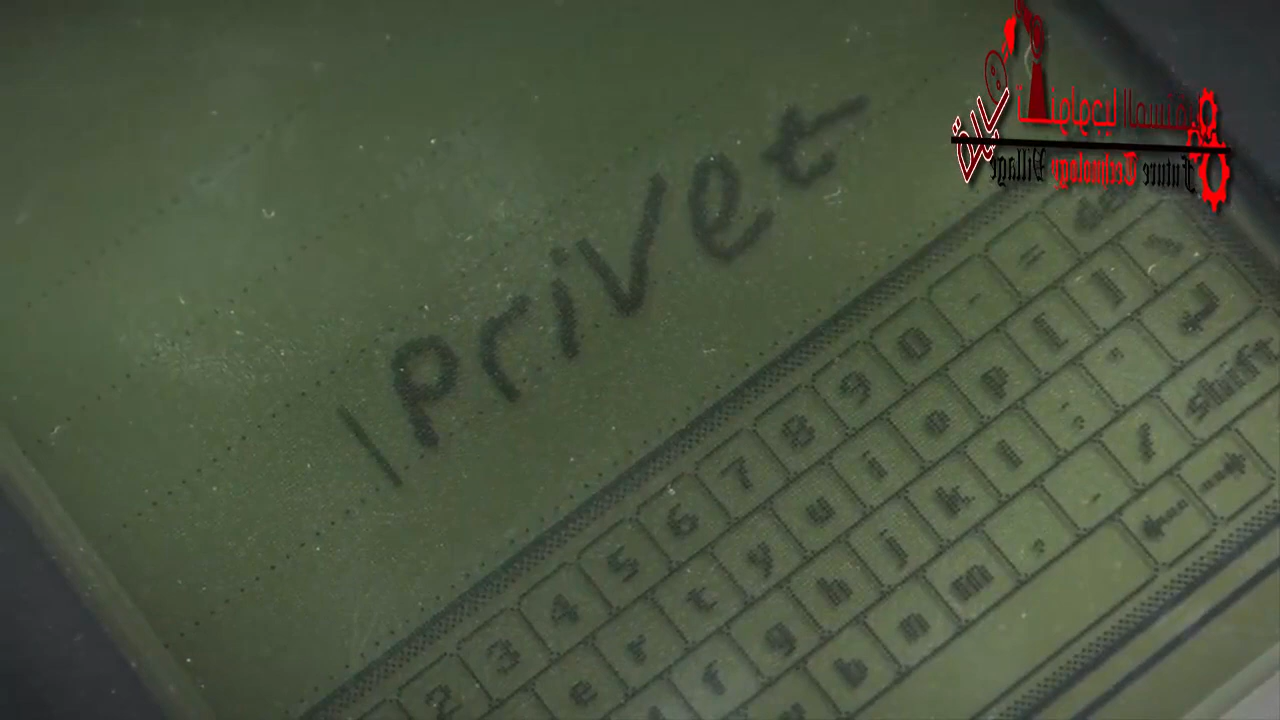 Privet
Future Technology Village
2 3 4 5 6 7 8 9 0 - =
e r t y u i o p [ ] \
f g h j k l ; '
v b n m , . / shift